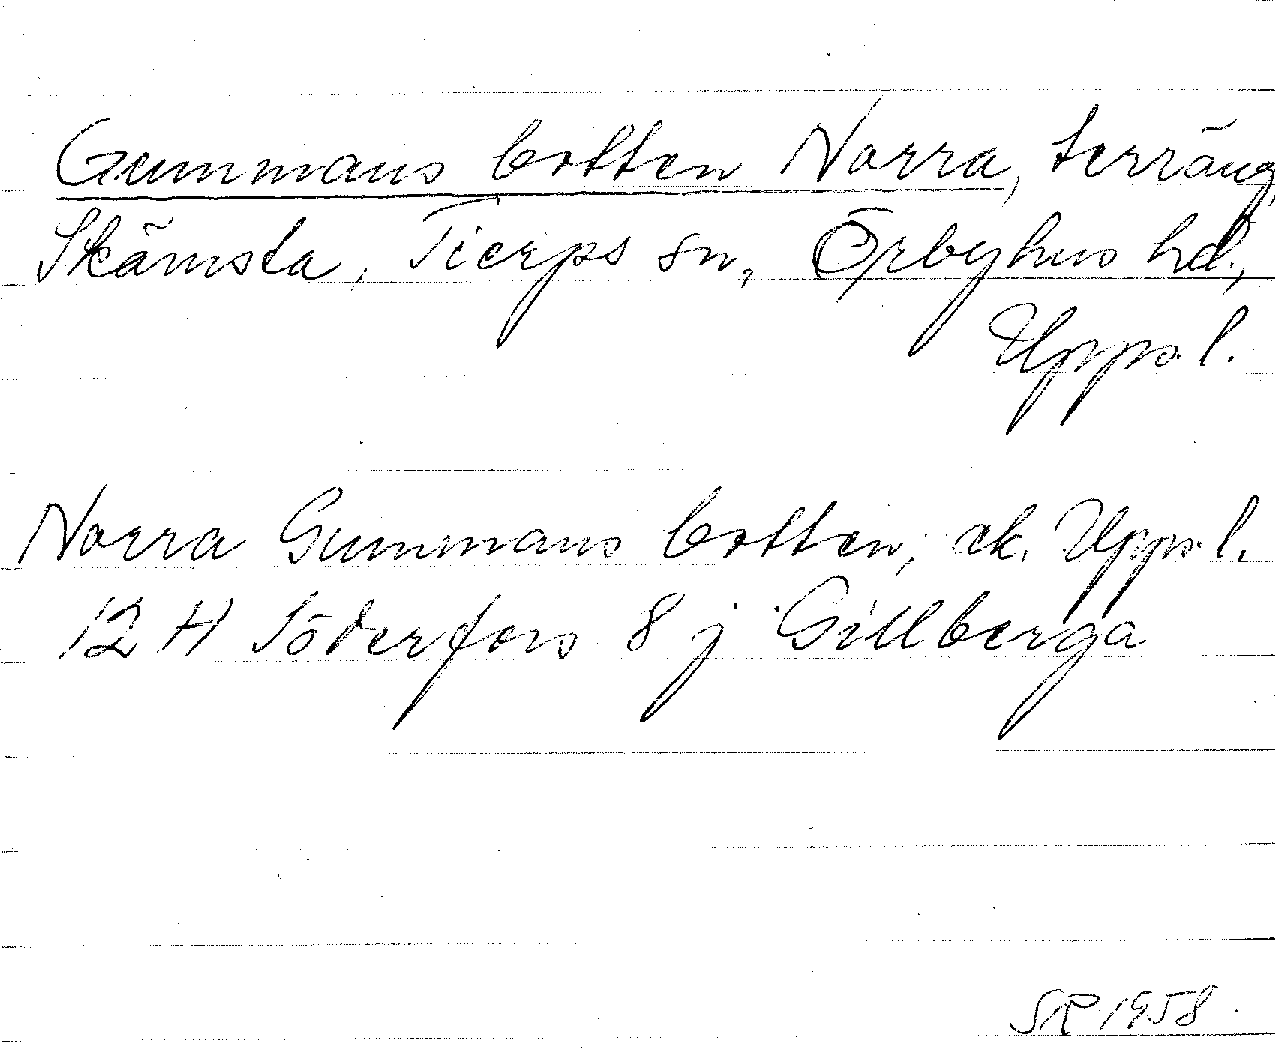 Gummans botten Norra, terräng,
Skämsta, Tierps sn, Örbyhus hd.,
Uppsl.
Norra Gummans botten, ek. Uppsl.
12 H Söderfors 8 j Gillberga
SR 1958.